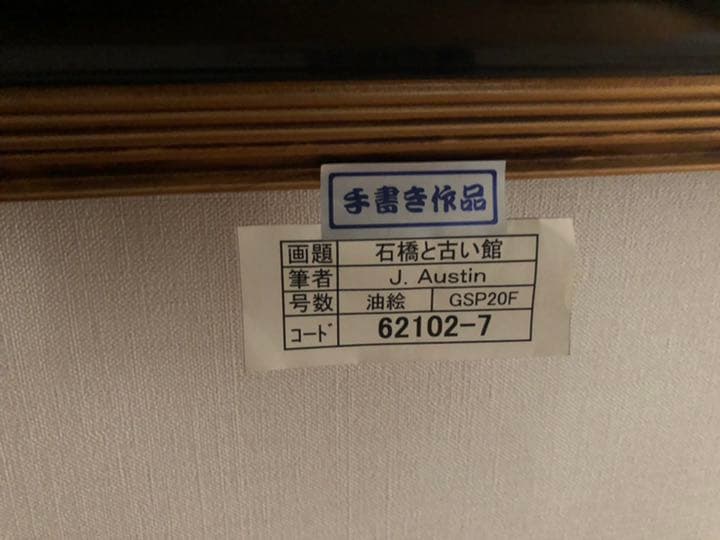 手書き作品
画題 石橋と古い館
筆者 J. Austin
号数 油絵 GSP20F
コード 62102-7